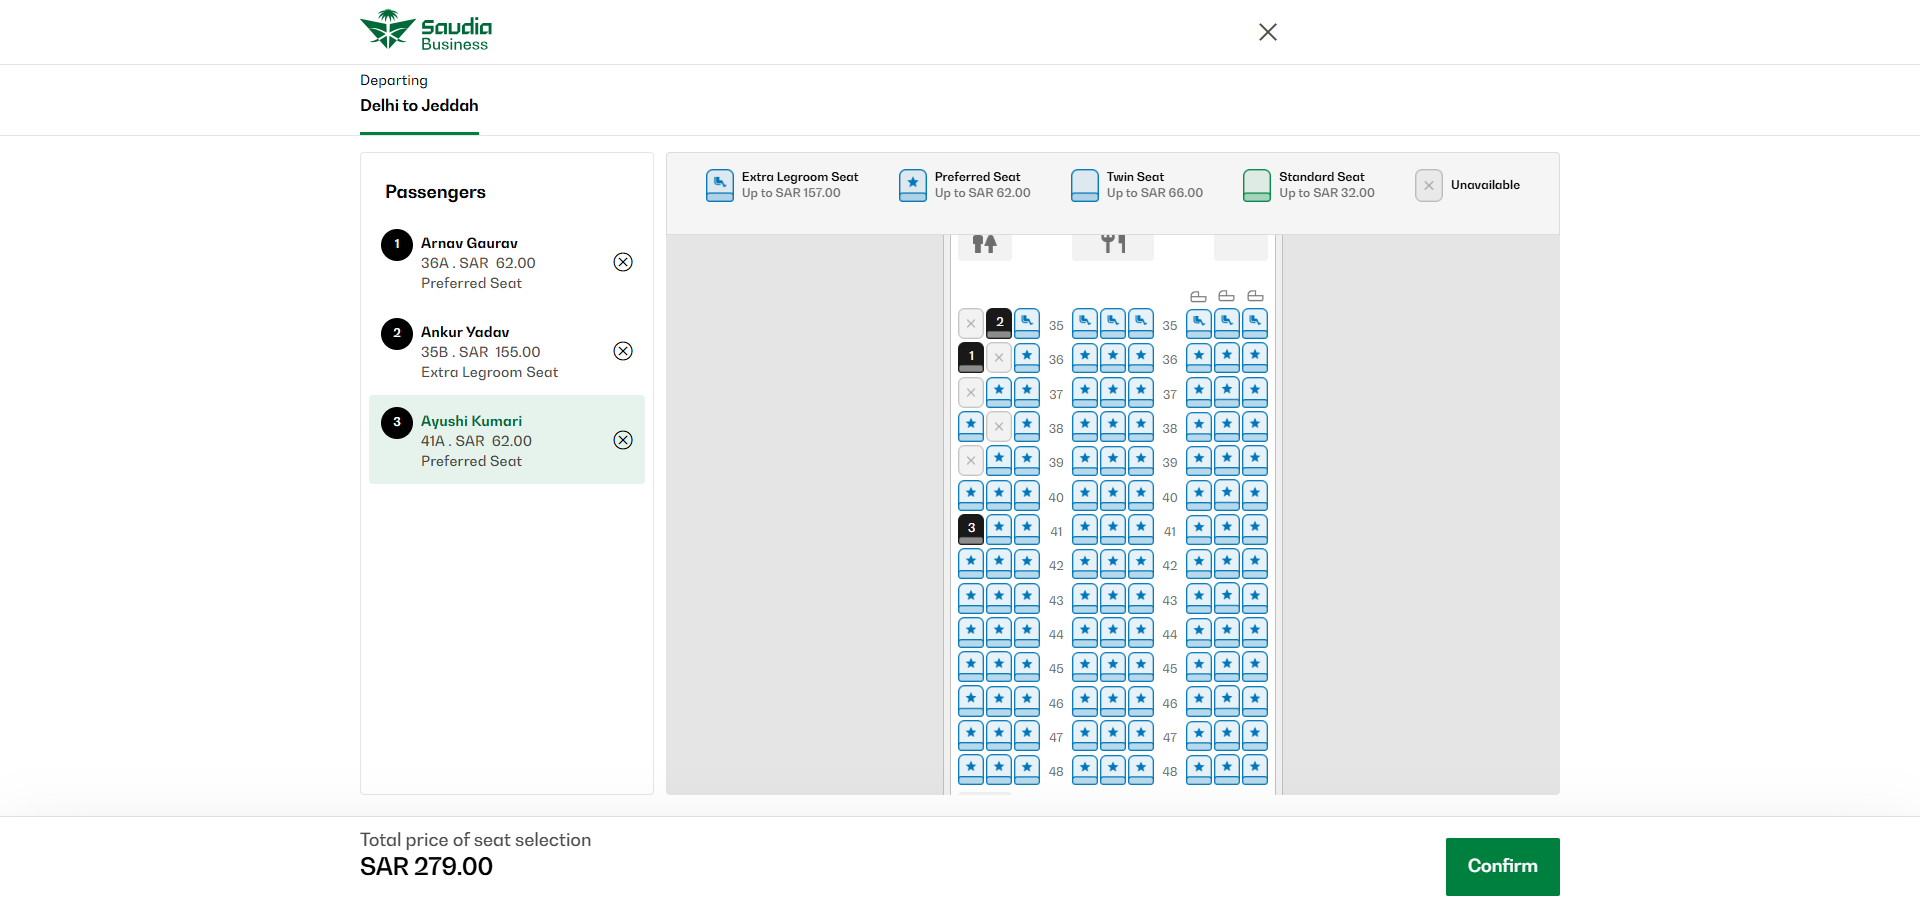 Saudia
Business
Departing
Delhi to Jeddah
Passengers
1 Arnav Gaurav
36A . SAR 62.00
Preferred Seat
2 Ankur Yadav
35B . SAR 155.00
Extra Legroom Seat
3 Ayushi Kumari
41A . SAR 62.00
Preferred Seat
Extra Legroom Seat
Up to SAR 157.00
Preferred Seat
Up to SAR 62.00
Twin Seat
Up to SAR 66.00
Standard Seat
Up to SAR 32.00
Unavailable
2 35 35
1 36 36
37 37
38 38
39 39
40 40
3 41 41
42 42
43 43
44 44
45 45
46 46
47 47
48 48
Total price of seat selection
SAR 279.00
Confirm